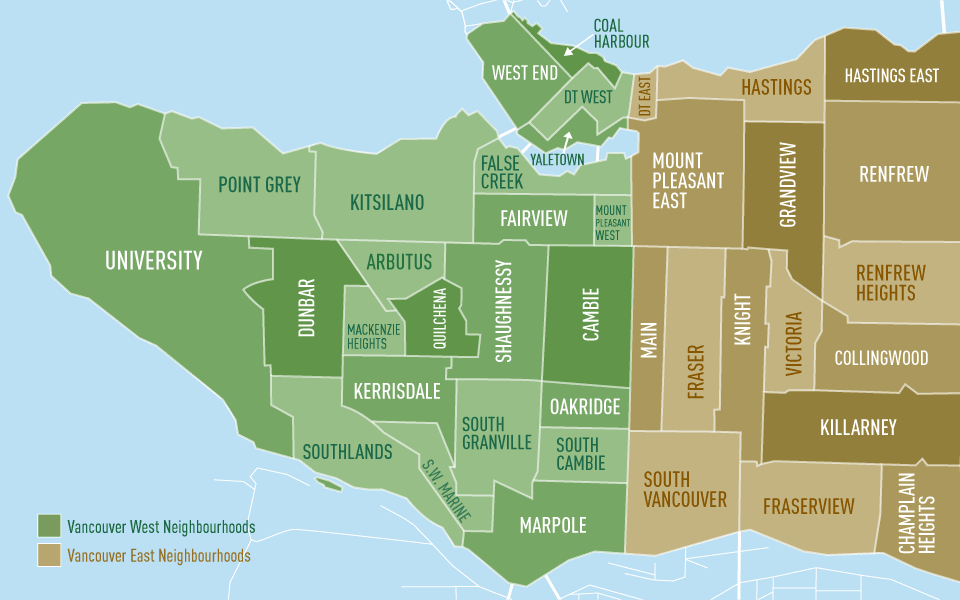 COAL
HARBOUR
WEST END
DT WEST
DT EAST
HASTINGS
HASTINGS EAST
YALETOWN
FALSE
CREEK
MOUNT
PLEASANT
EAST
GRANDVIEW
RENFREW
POINT GREY
KITSILANO
FAIRVIEW
MOUNT
PLEASANT
WEST
UNIVERSITY
ARBUTUS
DUNBAR
MACKENZIE
HEIGHTS
QUILCHENA
SHAUGHNESSY
CAMBIE
MAIN
FRASER
KNIGHT
VICTORIA
RENFREW
HEIGHTS
COLLINGWOOD
KERRISDALE
OAKRIDGE
KILLARNEY
SOUTHLANDS
S.W. MARINE
SOUTH
GRANVILLE
SOUTH
CAMBIE
MARPOLE
SOUTH
VANCOUVER
FRASERVIEW
CHAMPLAIN
HEIGHTS
Vancouver West Neighbourhoods
Vancouver East Neighbourhoods